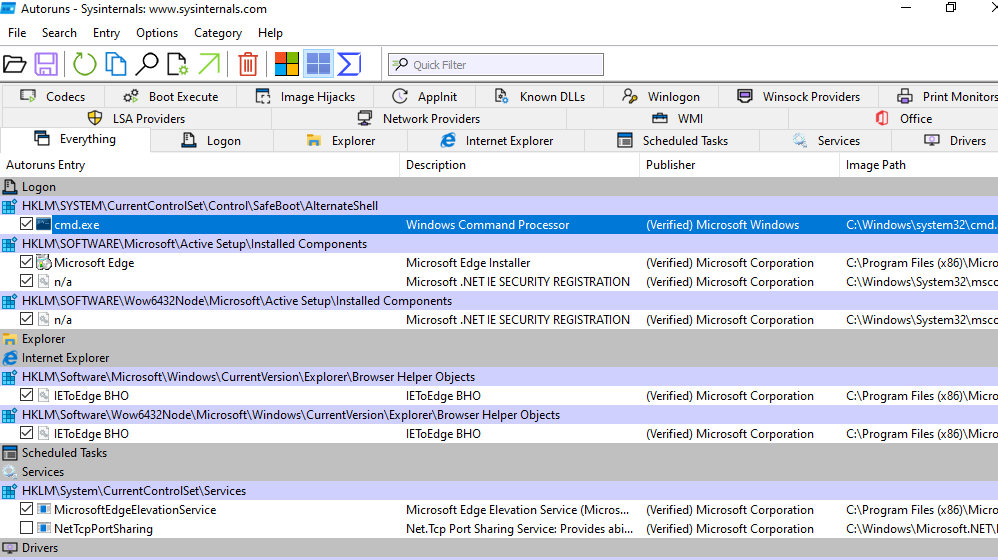 Autoruns - Sysinternals: www.sysinternals.com
File Search Entry Options Category Help
Quick Filter
Codecs Boot Execute Image Hijacks AppInit Known DLLs Winlogon Winsock Providers Print Monitors
LSA Providers Network Providers WMI Office
Everything Logon Explorer Internet Explorer Scheduled Tasks Services Drivers
Autoruns Entry Description Publisher Image Path
Logon
HKLM\SYSTEM\CurrentControlSet\Control\SafeBoot\AlternateShell
cmd.exe Windows Command Processor (Verified) Microsoft Windows C:\Windows\system32\cmd.
HKLM\SOFTWARE\Microsoft\Active Setup\Installed Components
Microsoft Edge Microsoft Edge Installer (Verified) Microsoft Corporation C:\Program Files (x86)\Micro
n/a Microsoft .NET IE SECURITY REGISTRATION (Verified) Microsoft Corporation C:\Windows\System32\msco
HKLM\SOFTWARE\Wow6432Node\Microsoft\Active Setup\Installed Components
n/a Microsoft .NET IE SECURITY REGISTRATION (Verified) Microsoft Corporation C:\Windows\System32\msco
Explorer
Internet Explorer
HKLM\Software\Microsoft\Windows\CurrentVersion\Explorer\Browser Helper Objects
IEToEdge BHO IEToEdge BHO (Verified) Microsoft Corporation C:\Program Files (x86)\Micro
HKLM\Software\Wow6432Node\Microsoft\Windows\CurrentVersion\Explorer\Browser Helper Objects
IEToEdge BHO IEToEdge BHO (Verified) Microsoft Corporation C:\Program Files (x86)\Micro
Scheduled Tasks
Services
HKLM\System\CurrentControlSet\Services
MicrosoftEdgeElevationService Microsoft Edge Elevation Service (Micros... (Verified) Microsoft Corporation C:\Program Files (x86)\Micro
NetTcpPortSharing Net.Tcp Port Sharing Service: Provides abi... (Verified) Microsoft Corporation C:\Windows\Microsoft.NET\
Drivers